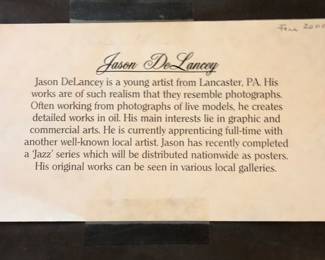 2000
Jason DeLancey
Jason DeLancey is a young artist from Lancaster, PA. His
works are of such realism that they resemble photographs.
Often working from photographs of live models, he creates
detailed works in oil. His main interests lie in graphic and
commercial arts. He is currently apprenticing full-time with
another well-known local artist. Jason has recently completed
a 'Jazz' series which will be distributed nationwide as posters.
His original works can be seen in various local galleries.